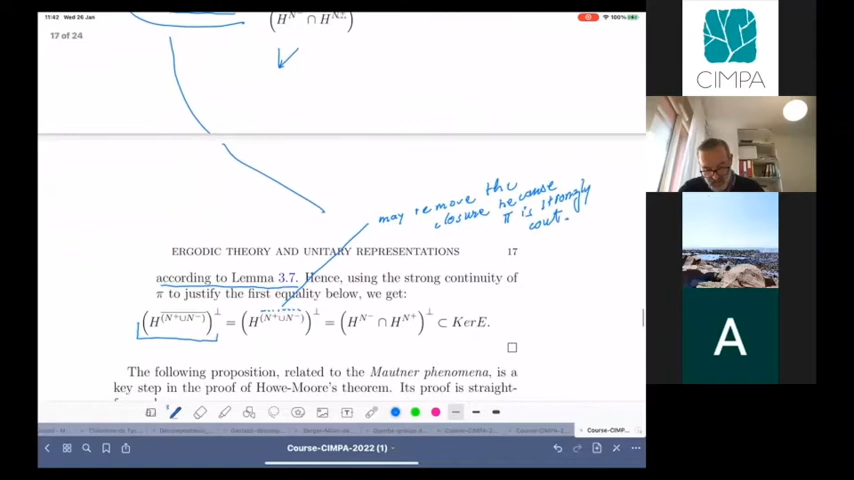 11:42 Wed 26 Jan
100%
17 of 24
(H^{N^-} ∩ H^{N^+})
CIMPA
may remove the
closure because
π is strongly
cont.
ERGODIC THEORY AND UNITARY REPRESENTATIONS 17
according to Lemma 3.7. Hence, using the strong continuity of
π to justify the first equality below, we get:
(H^{\overline{⟨N^+∪N^-⟩}})^⊥ = (H^{⟨N^+∪N^-⟩})^⊥ = (H^{N^-} ∩ H^{N^+})^⊥ ⊂ KerE.
□
The following proposition, related to the Mautner phenomena, is a
key step in the proof of Howe-Moore's theorem. Its proof is straight-
A
Course-CIMPA-2022 (1)